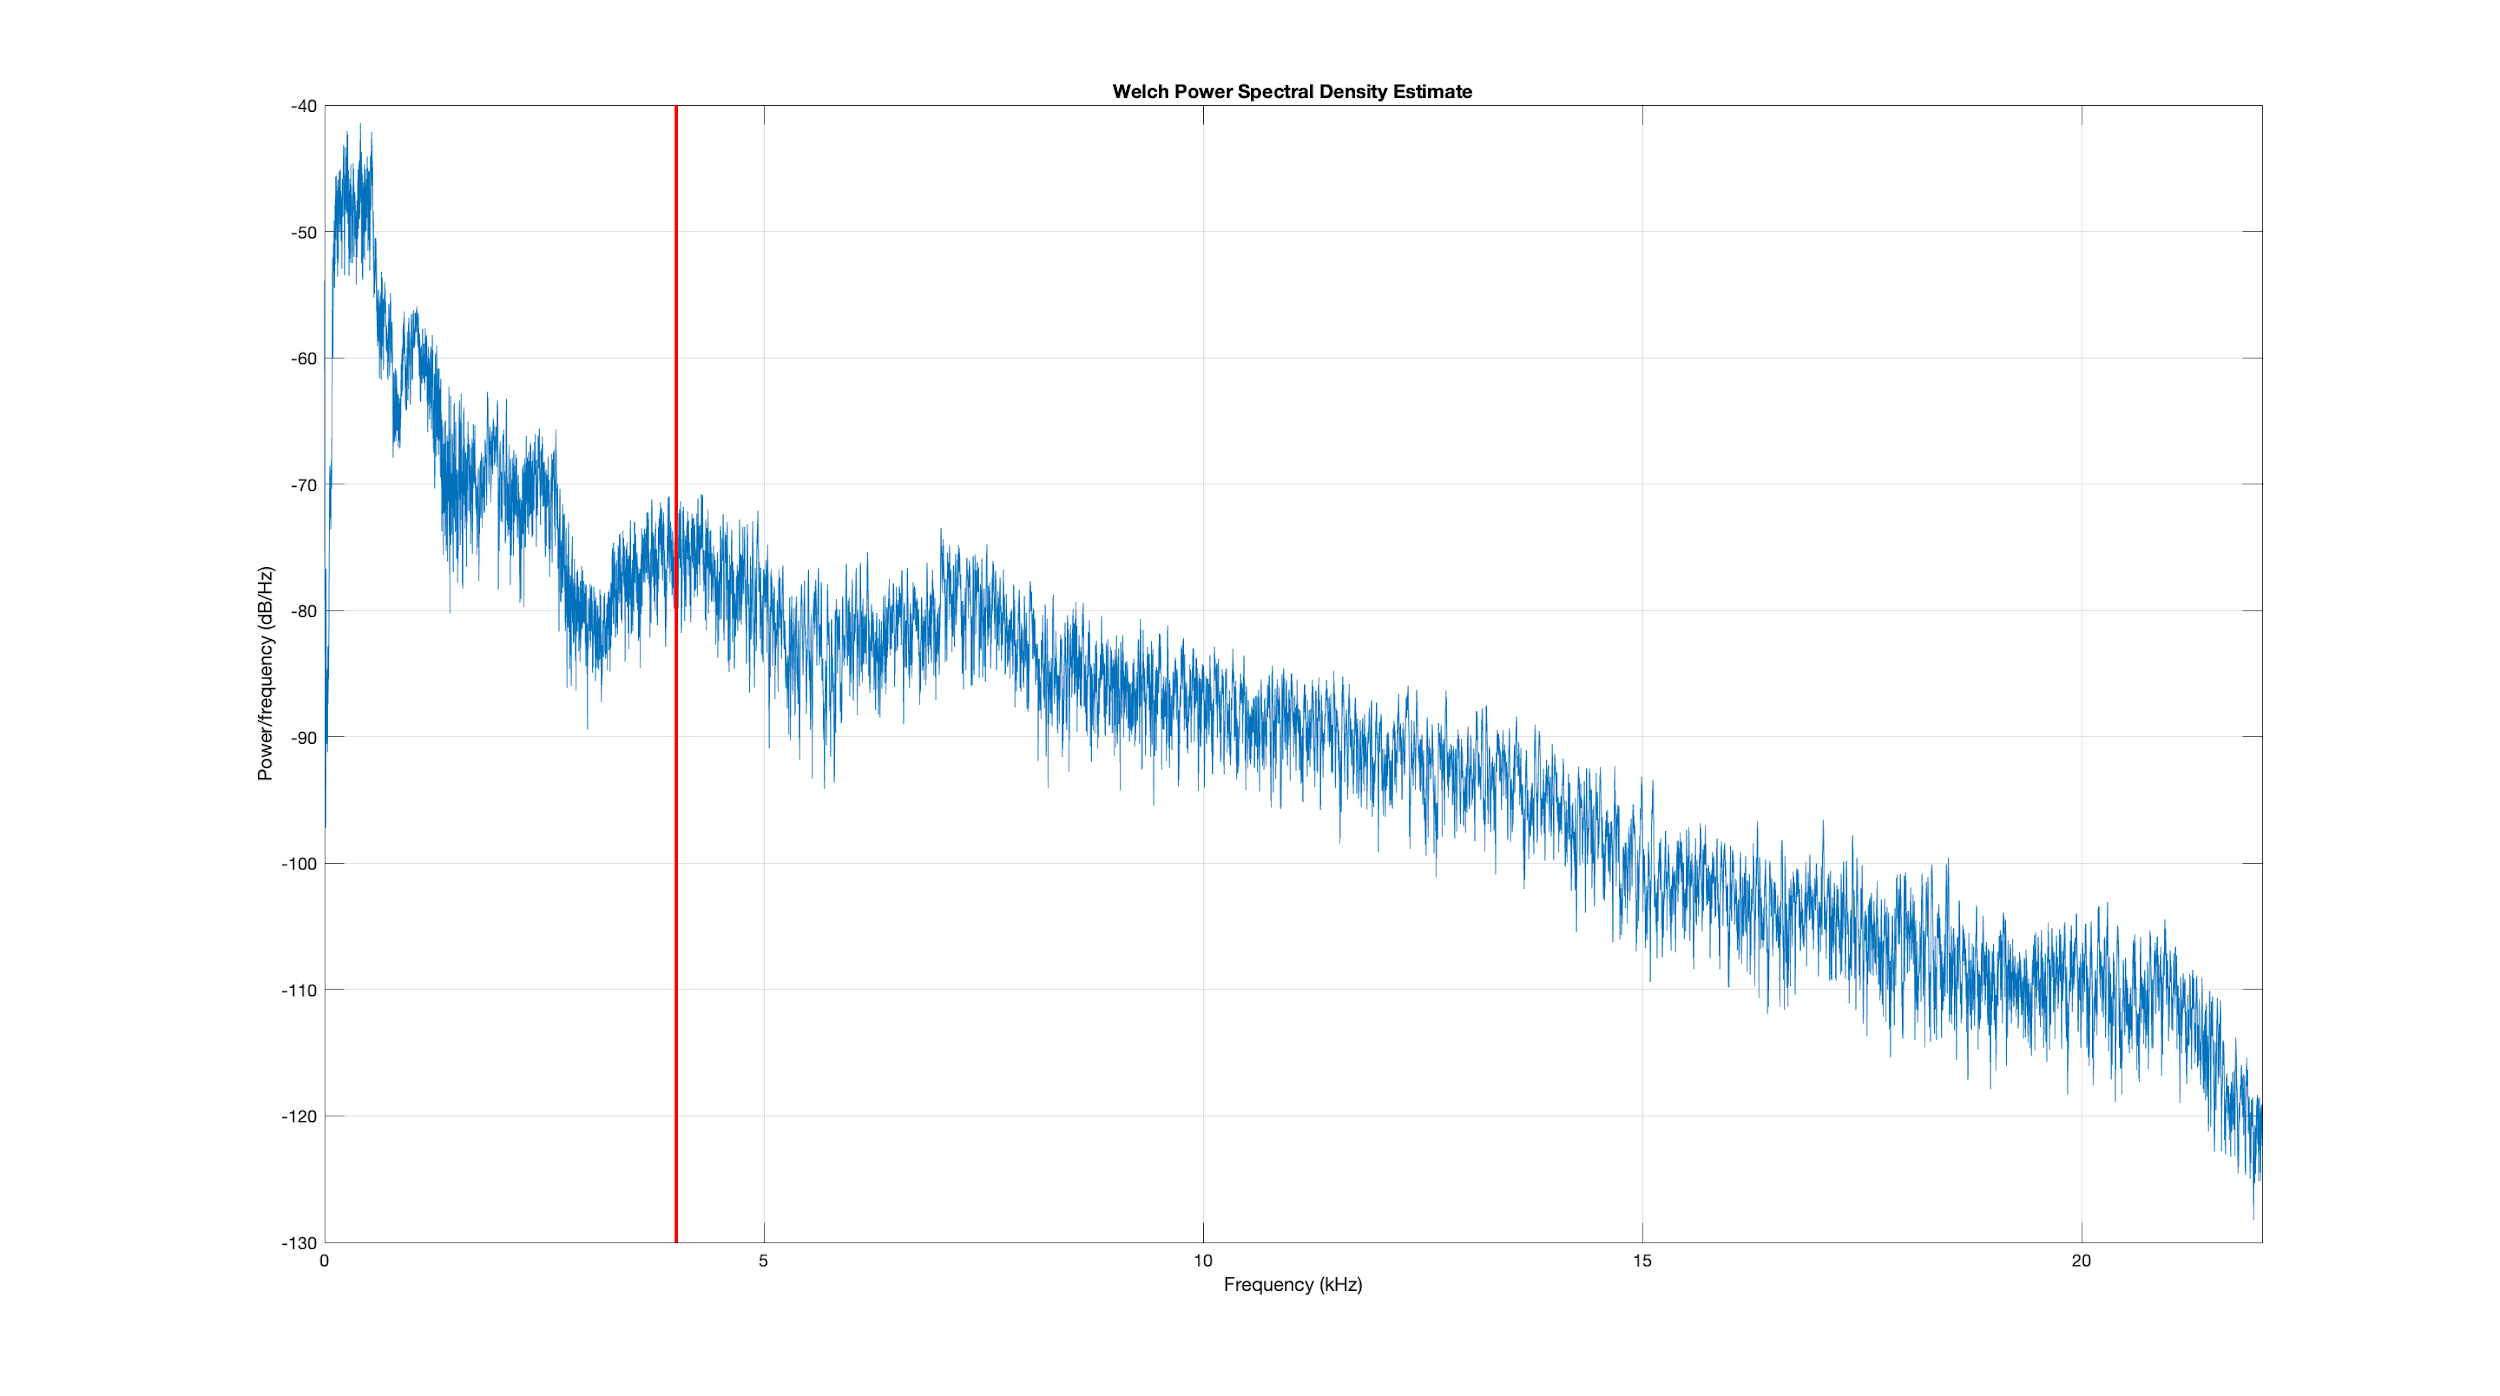 Welch Power Spectral Density Estimate
-40
-50
-60
-70
-80
-90
-100
-110
-120
-130
Power/frequency (dB/Hz)
0 5 10 15 20
Frequency (kHz)